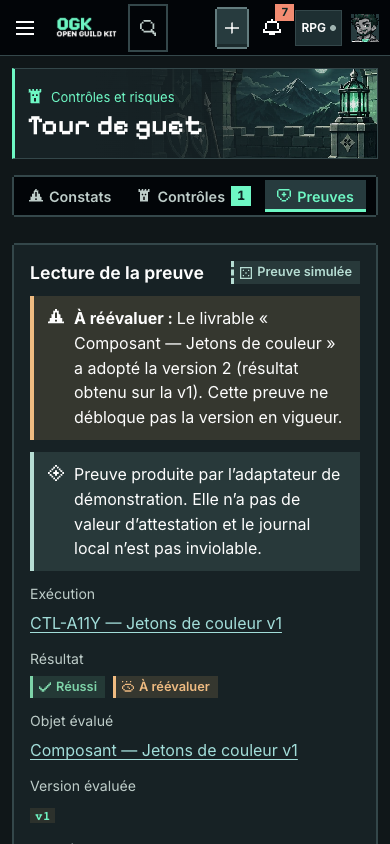 OGK
OPEN GUILD KIT
7
RPG
Contrôles et risques
Tour de guet
Constats
Contrôles 1
Preuves
Lecture de la preuve
Preuve simulée
À réévaluer : Le livrable «
Composant — Jetons de couleur »
a adopté la version 2 (résultat
obtenu sur la v1). Cette preuve ne
débloque pas la version en vigueur.
Preuve produite par l’adaptateur de
démonstration. Elle n’a pas de
valeur d’attestation et le journal
local n’est pas inviolable.
Exécution
CTL-A11Y — Jetons de couleur v1
Résultat
Réussi
À réévaluer
Objet évalué
Composant — Jetons de couleur v1
Version évaluée
v1